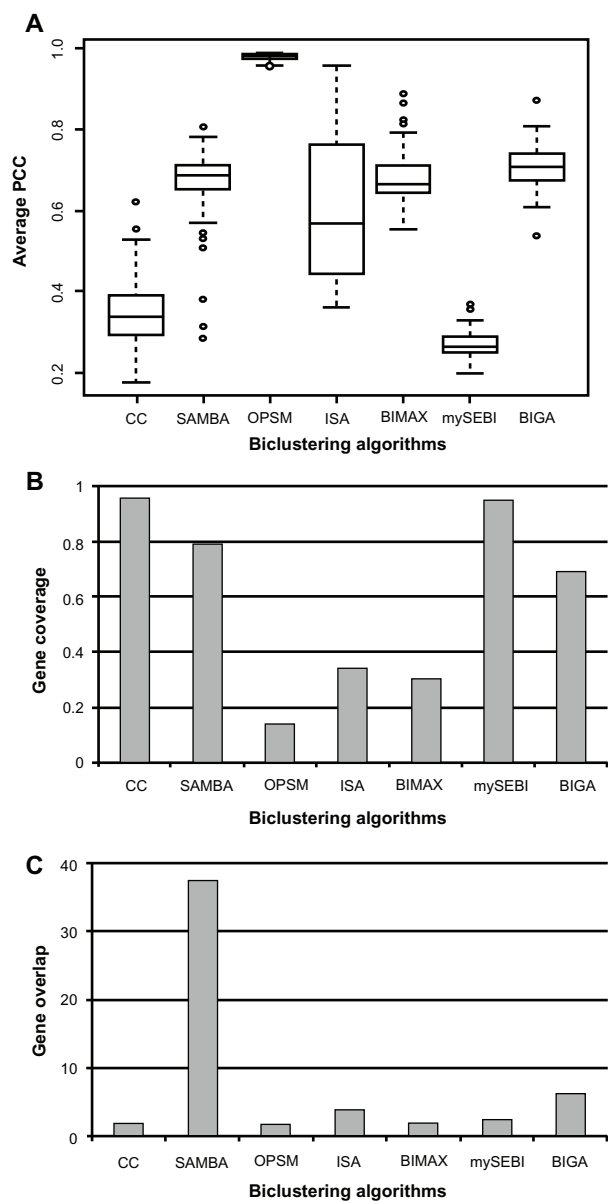 A
Average PCC
1.0
0.8
0.6
0.4
0.2
CC SAMBA OPSM ISA BIMAX mySEBI BIGA
Biclustering algorithms
B
Gene coverage
1
0.8
0.6
0.4
0.2
0
CC SAMBA OPSM ISA BIMAX mySEBI BIGA
Biclustering algorithms
C
Gene overlap
40
30
20
10
0
CC SAMBA OPSM ISA BIMAX mySEBI BIGA
Biclustering algorithms